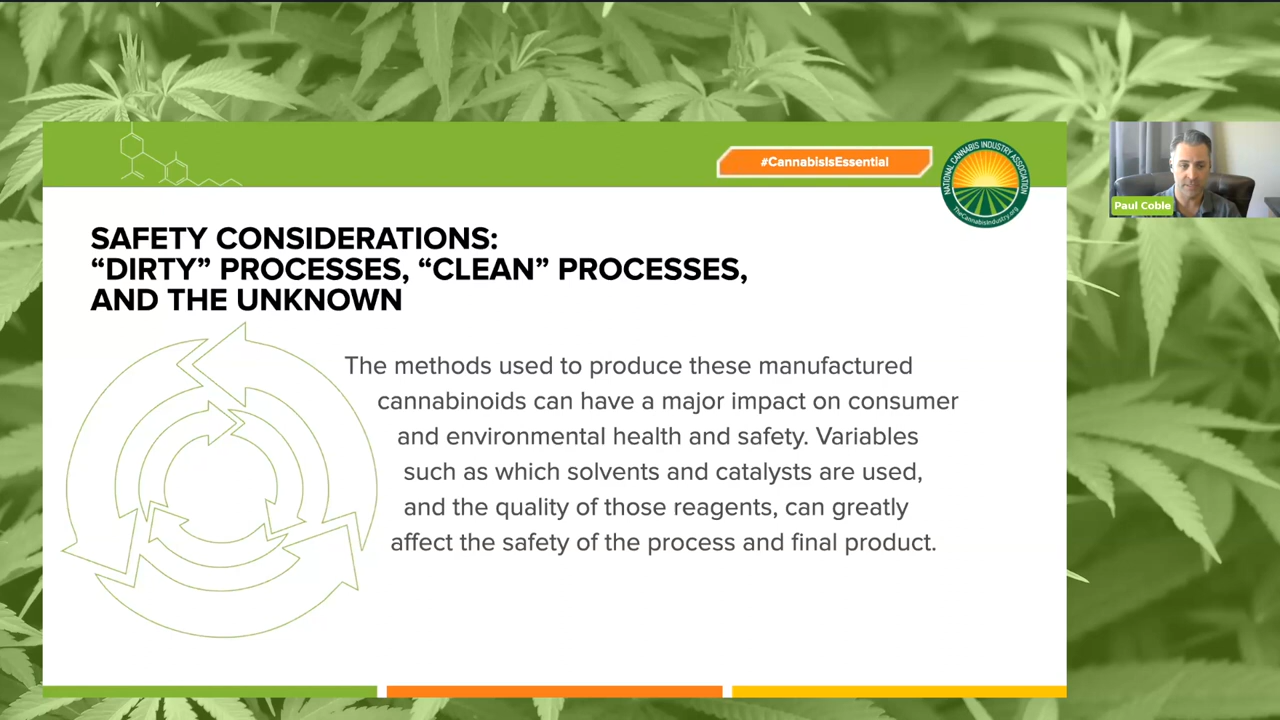 #CannabisIsEssential
NATIONAL CANNABIS INDUSTRY ASSOCIATION
TheCannabisIndustry.org
Paul Coble
SAFETY CONSIDERATIONS:
“DIRTY” PROCESSES, “CLEAN” PROCESSES,
AND THE UNKNOWN
The methods used to produce these manufactured
cannabinoids can have a major impact on consumer
and environmental health and safety. Variables
such as which solvents and catalysts are used,
and the quality of those reagents, can greatly
affect the safety of the process and final product.